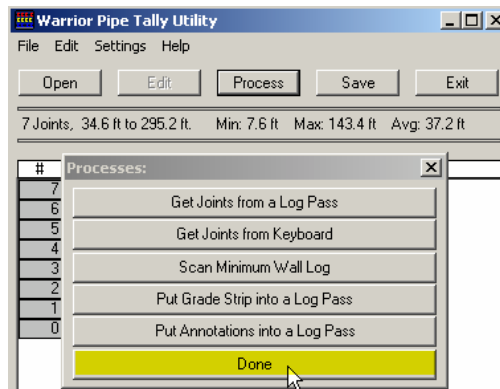 Warrior Pipe Tally Utility
File Edit Settings Help
Open Edit Process Save Exit
7 Joints, 34.6 ft to 295.2 ft. Min: 7.6 ft Max: 143.4 ft Avg: 37.2 ft
#
Processes:
7
Get Joints from a Log Pass
6
5
Get Joints from Keyboard
4
3
Scan Minimum Wall Log
2
Put Grade Strip into a Log Pass
1
0
Put Annotations into a Log Pass
Done